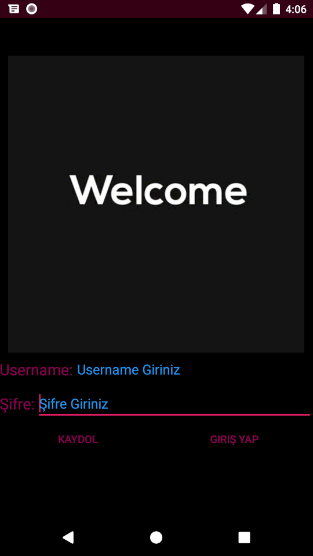 4:06
Welcome
Username: Username Giriniz
Şifre: Şifre Giriniz
KAYDOL GIRIŞ YAP